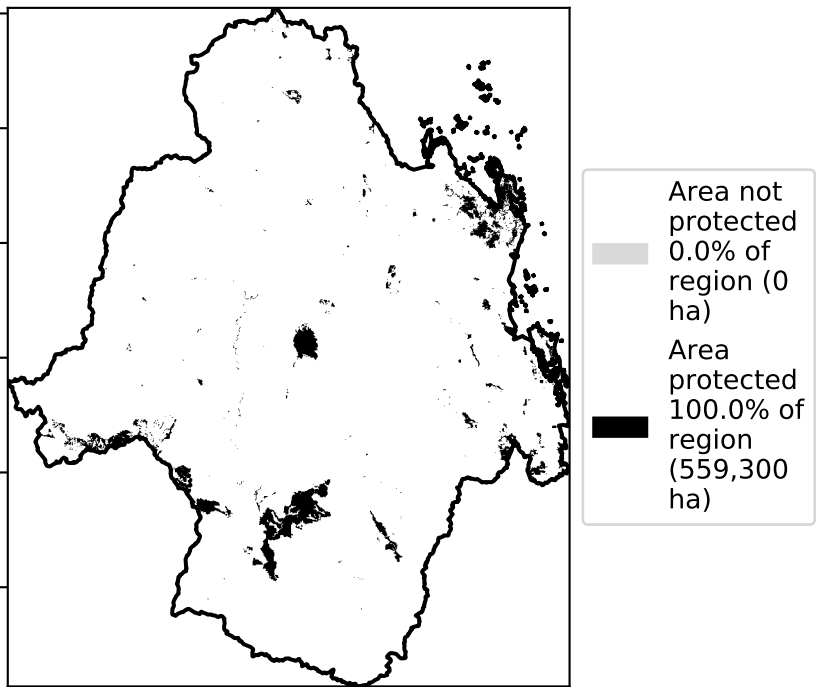 Area not
protected
0.0% of
region (0
ha)
Area
protected
100.0% of
region
(559,300
ha)